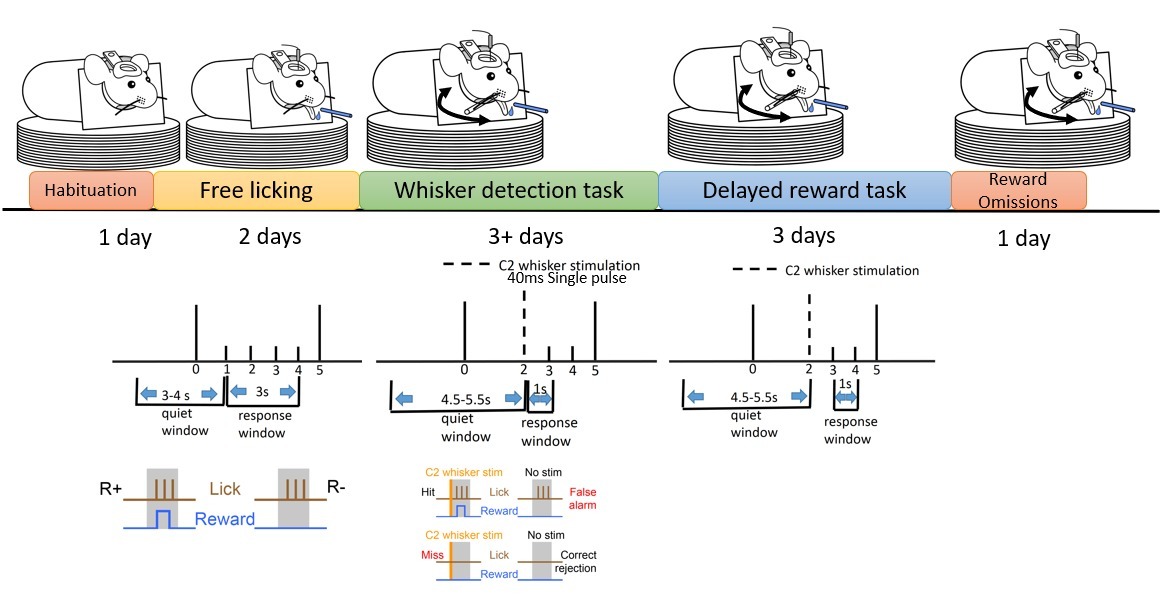 Habituation
Free licking
Whisker detection task
Delayed reward task
Reward
Omissions
1 day
2 days
3+ days
3 days
1 day
C2 whisker stimulation
40ms Single pulse
C2 whisker stimulation
0 1 2 3 4 5
0 2 3 4 5
0 2 3 4 5
3-4 s
3s
quiet
window
response
window
4.5-5.5s
1s
quiet
window
response
window
4.5-5.5s
1s
quiet
window
response
window
R+
Lick
R-
Reward
C2 whisker stim
No stim
Hit
Lick
False
alarm
Reward
C2 whisker stim
No stim
Miss
Lick
Correct
rejection
Reward